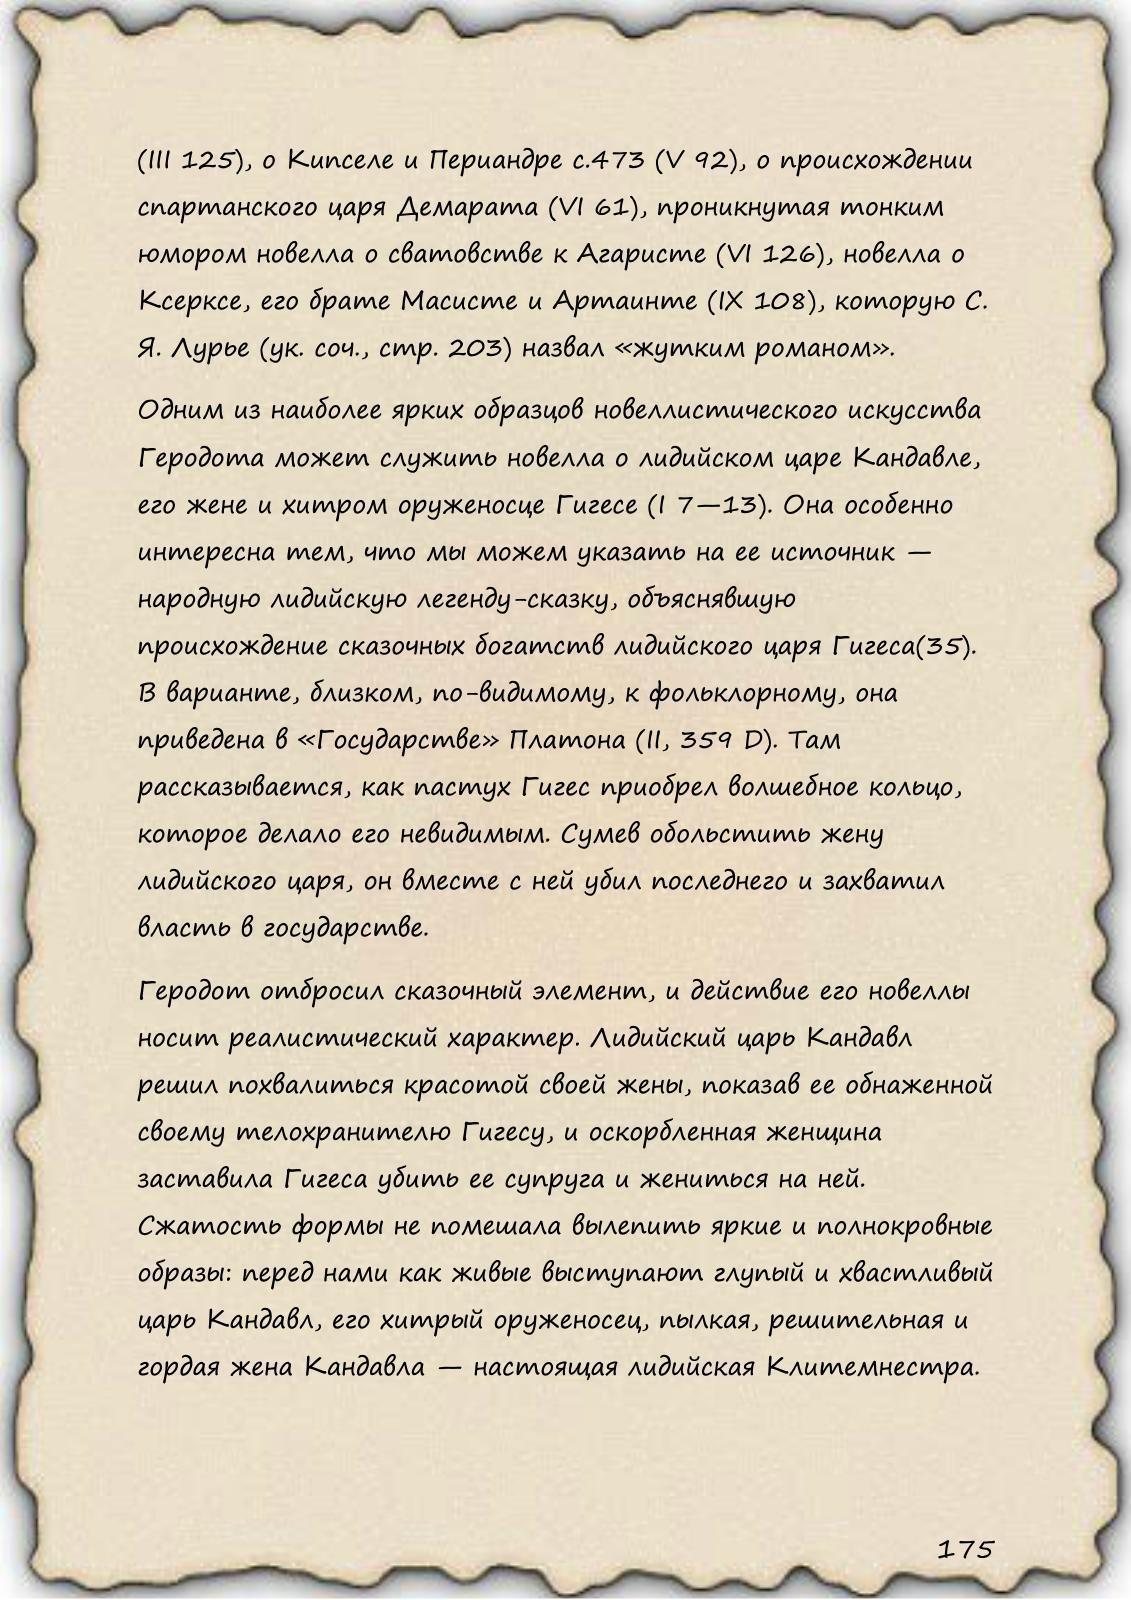 (III 125), о Кипселе и Периандре с.473 (V 92), о происхождении
спартанского царя Демарата (VI 61), проникнутая тонким
юмором новелла о сватовстве к Агаристе (VI 126), новелла о
Ксерксе, его брате Масисте и Артаинте (IX 108), которую С.
Я. Лурье (ук. соч., стр. 203) назвал «жутким романом».
Одним из наиболее ярких образцов новеллистического искусства
Геродота может служить новелла о лидийском царе Кандавле,
его жене и хитром оруженосце Гигесе (I 7—13). Она особенно
интересна тем, что мы можем указать на ее источник —
народную лидийскую легенду-сказку, объяснявшую
происхождение сказочных богатств лидийского царя Гигеса(35).
В варианте, близком, по-видимому, к фольклорному, она
приведена в «Государстве» Платона (II, 359 D). Там
рассказывается, как пастух Гигес приобрел волшебное кольцо,
которое делало его невидимым. Сумев обольстить жену
лидийского царя, он вместе с ней убил последнего и захватил
власть в государстве.
Геродот отбросил сказочный элемент, и действие его новеллы
носит реалистический характер. Лидийский царь Кандавл
решил похвалиться красотой своей жены, показав ее обнаженной
своему телохранителю Гигесу, и оскорбленная женщина
заставила Гигеса убить ее супруга и жениться на ней.
Сжатость формы не помешала вылепить яркие и полнокровные
образы: перед нами как живые выступают глупый и хвастливый
царь Кандавл, его хитрый оруженосец, пылкая, решительная и
гордая жена Кандавла — настоящая лидийская Клитемнестра.
175